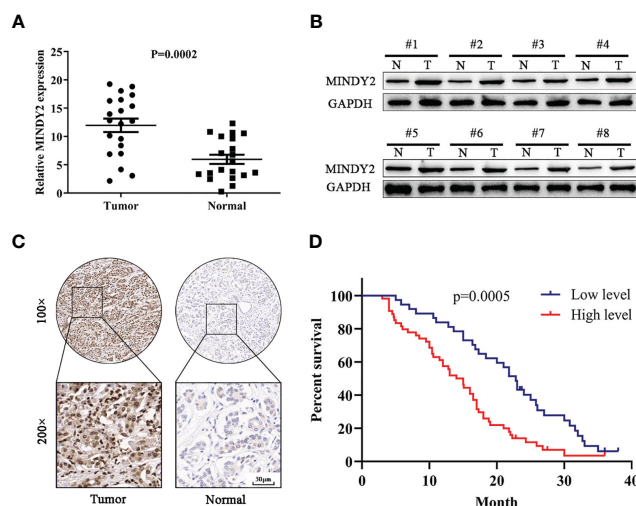 A
P=0.0002
Relative MINDY2 expression
25
20
15
10
5
0
Tumor Normal
B
#1 #2 #3 #4
N T N T N T N T
MINDY2
GAPDH
#5 #6 #7 #8
N T N T N T N T
MINDY2
GAPDH
C
100×
200×
30μm
Tumor Normal
D
p=0.0005
Low level
High level
Percent survival
100
80
60
40
20
0
0 10 20 30 40
Month